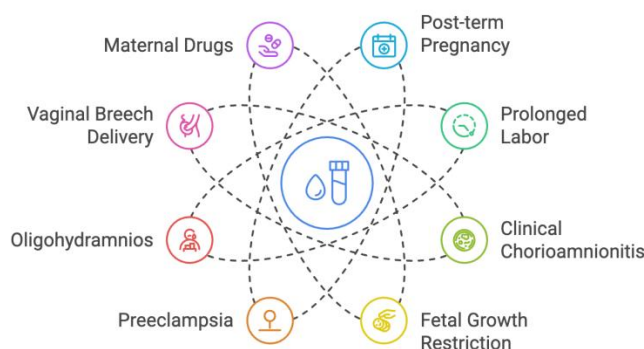 Maternal Drugs
Post-term
Pregnancy
Vaginal Breech
Delivery
Prolonged
Labor
Oligohydramnios
Clinical
Chorioamnionitis
Preeclampsia
Fetal Growth
Restriction